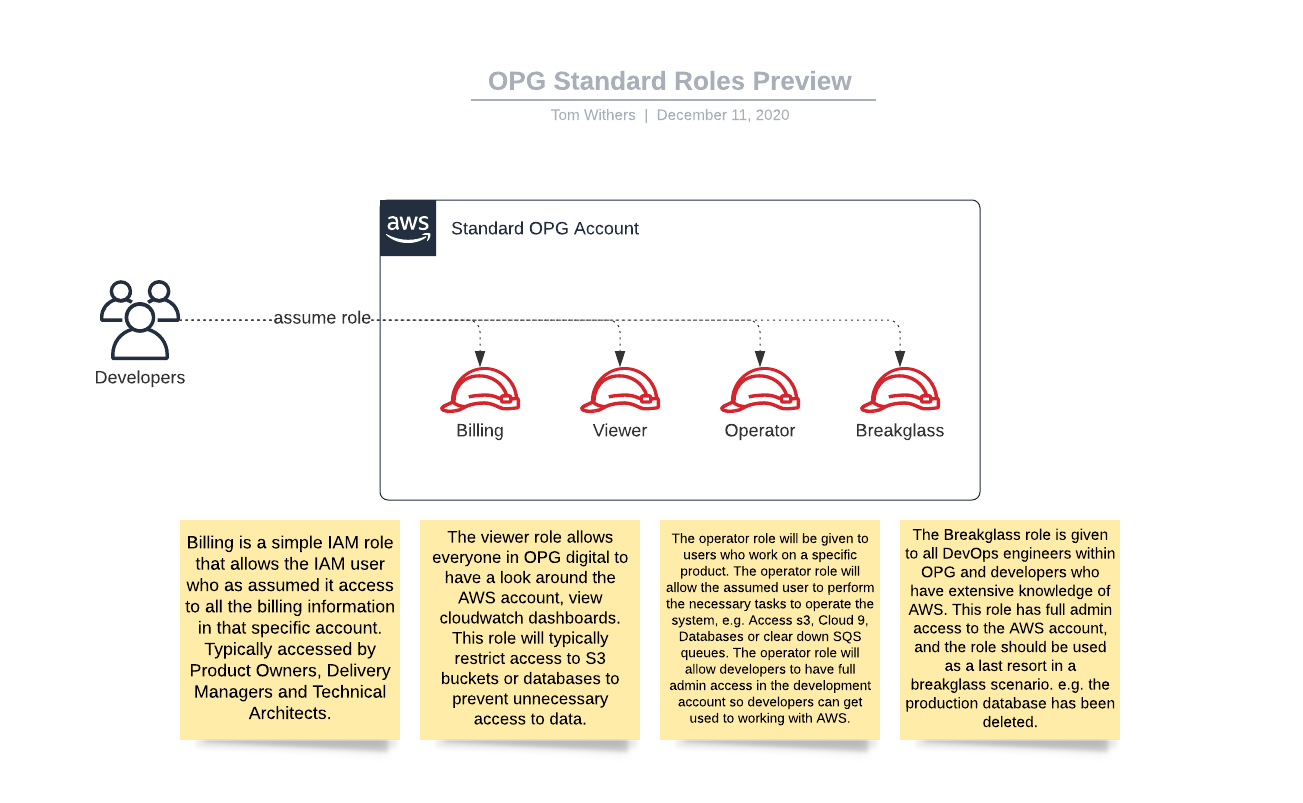 OPG Standard Roles Preview
Tom Withers | December 11, 2020
aws
Standard OPG Account
assume role
Developers
Billing
Viewer
Operator
Breakglass
Billing is a simple IAM role
that allows the IAM user
who as assumed it access
to all the billing information
in that specific account.
Typically accessed by
Product Owners, Delivery
Managers and Technical
Architects.
The viewer role allows
everyone in OPG digital to
have a look around the
AWS account, view
cloudwatch dashboards.
This role will typically
restrict access to S3
buckets or databases to
prevent unnecessary
access to data.
The operator role will be given to
users who work on a specific
product. The operator role will
allow the assumed user to perform
the necessary tasks to operate the
system, e.g. Access s3, Cloud 9,
Databases or clear down SQS
queues. The operator role will
allow developers to have full
admin access in the development
account so developers can get
used to working with AWS.
The Breakglass role is given
to all DevOps engineers within
OPG and developers who
have extensive knowledge of
AWS. This role has full admin
access to the AWS account,
and the role should be used
as a last resort in a
breakglass scenario. e.g. the
production database has been
deleted.